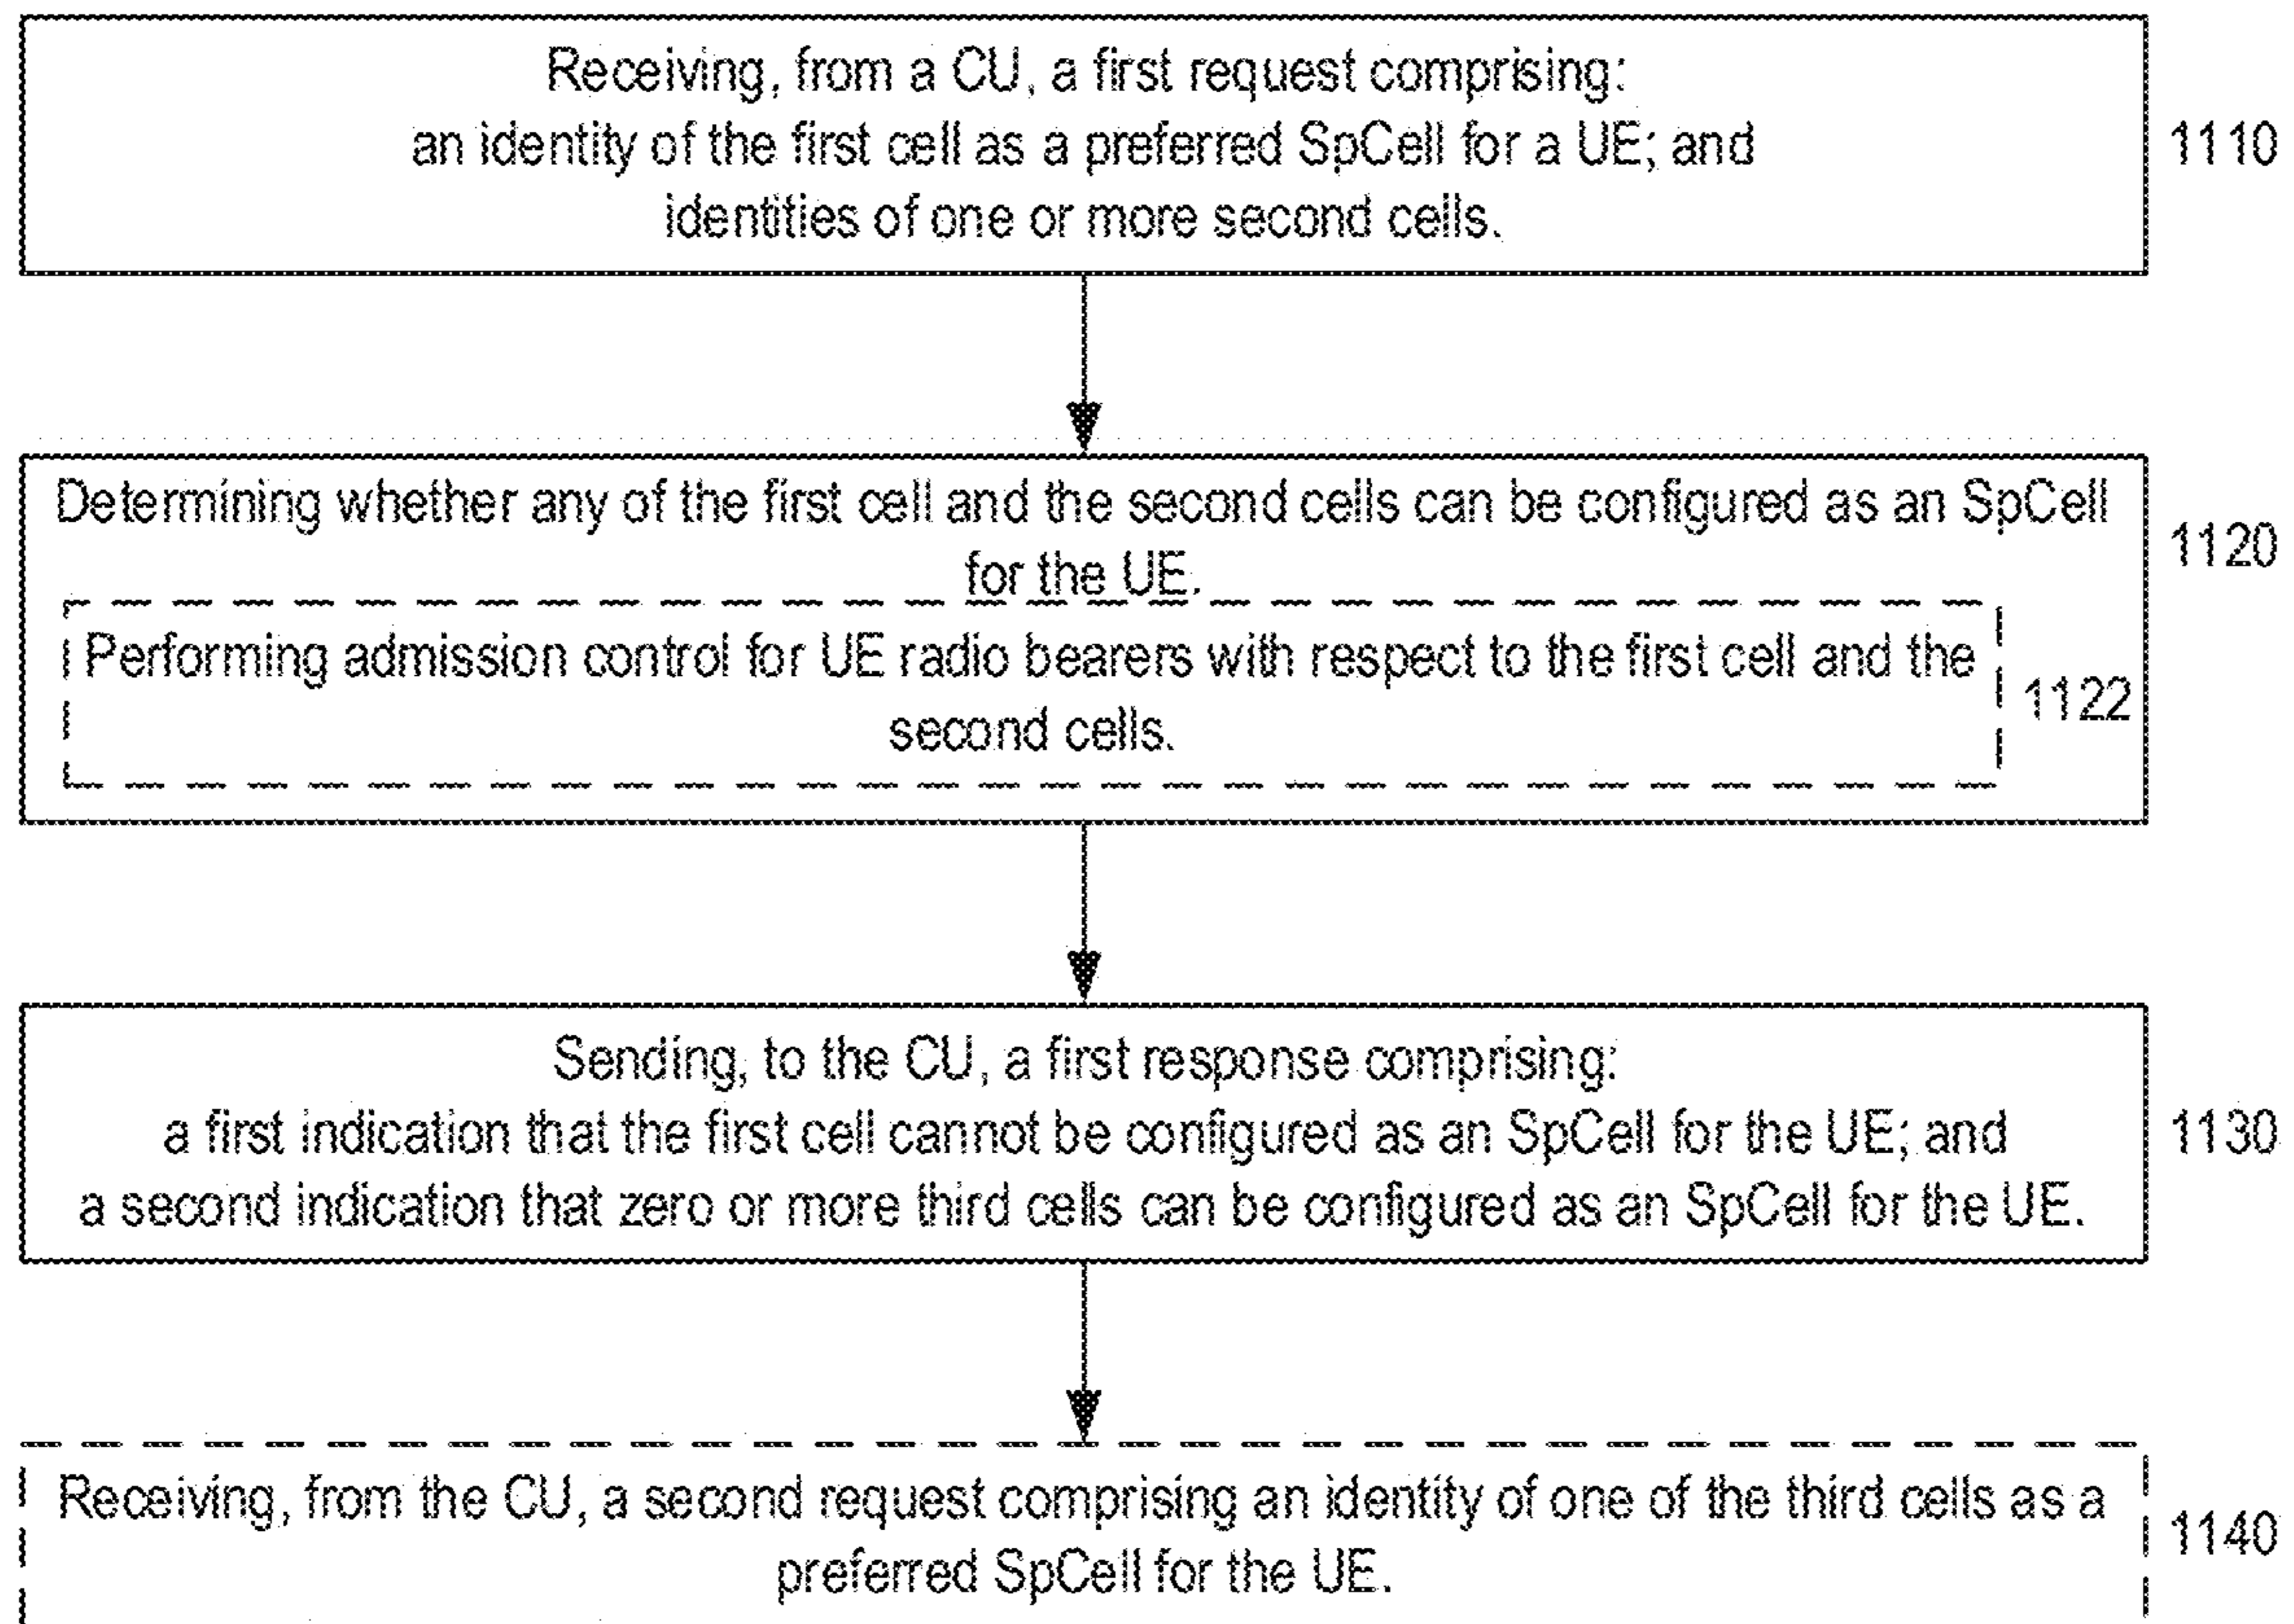 Receiving, from a CU, a first request comprising:
an identity of the first cell as a preferred SpCell for a UE; and
identities of one or more second cells.
1110
Determining whether any of the first cell and the second cells can be configured as an SpCell
for the UE.
1120
Performing admission control for UE radio bearers with respect to the first cell and the
second cells.
1122
Sending, to the CU, a first response comprising:
a first indication that the first cell cannot be configured as an SpCell for the UE; and
a second indication that zero or more third cells can be configured as an SpCell for the UE.
1130
Receiving, from the CU, a second request comprising an identity of one of the third cells as a
preferred SpCell for the UE.
1140